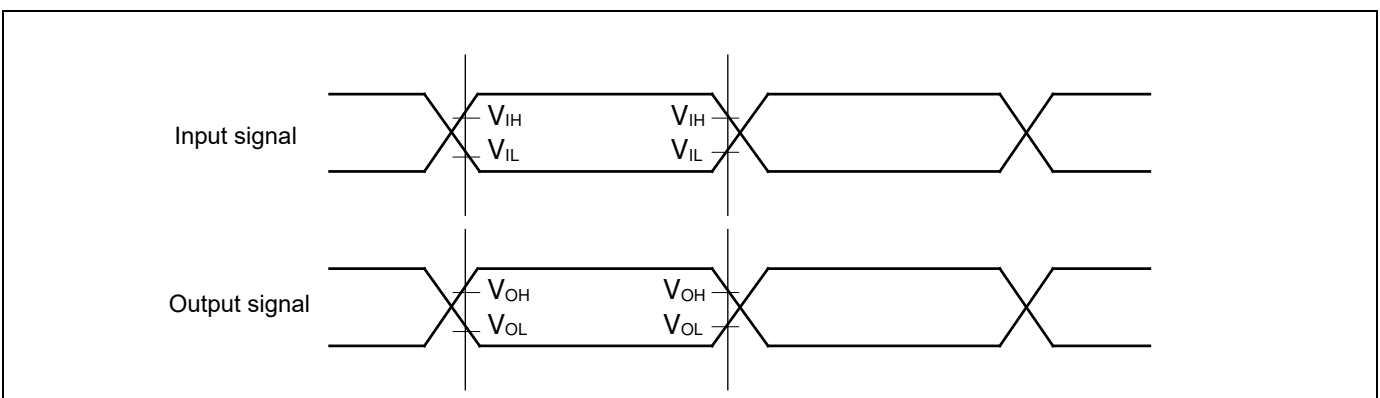 VIH VIH
Input signal
VIL VIL
VOH VOH
Output signal
VOL VOL